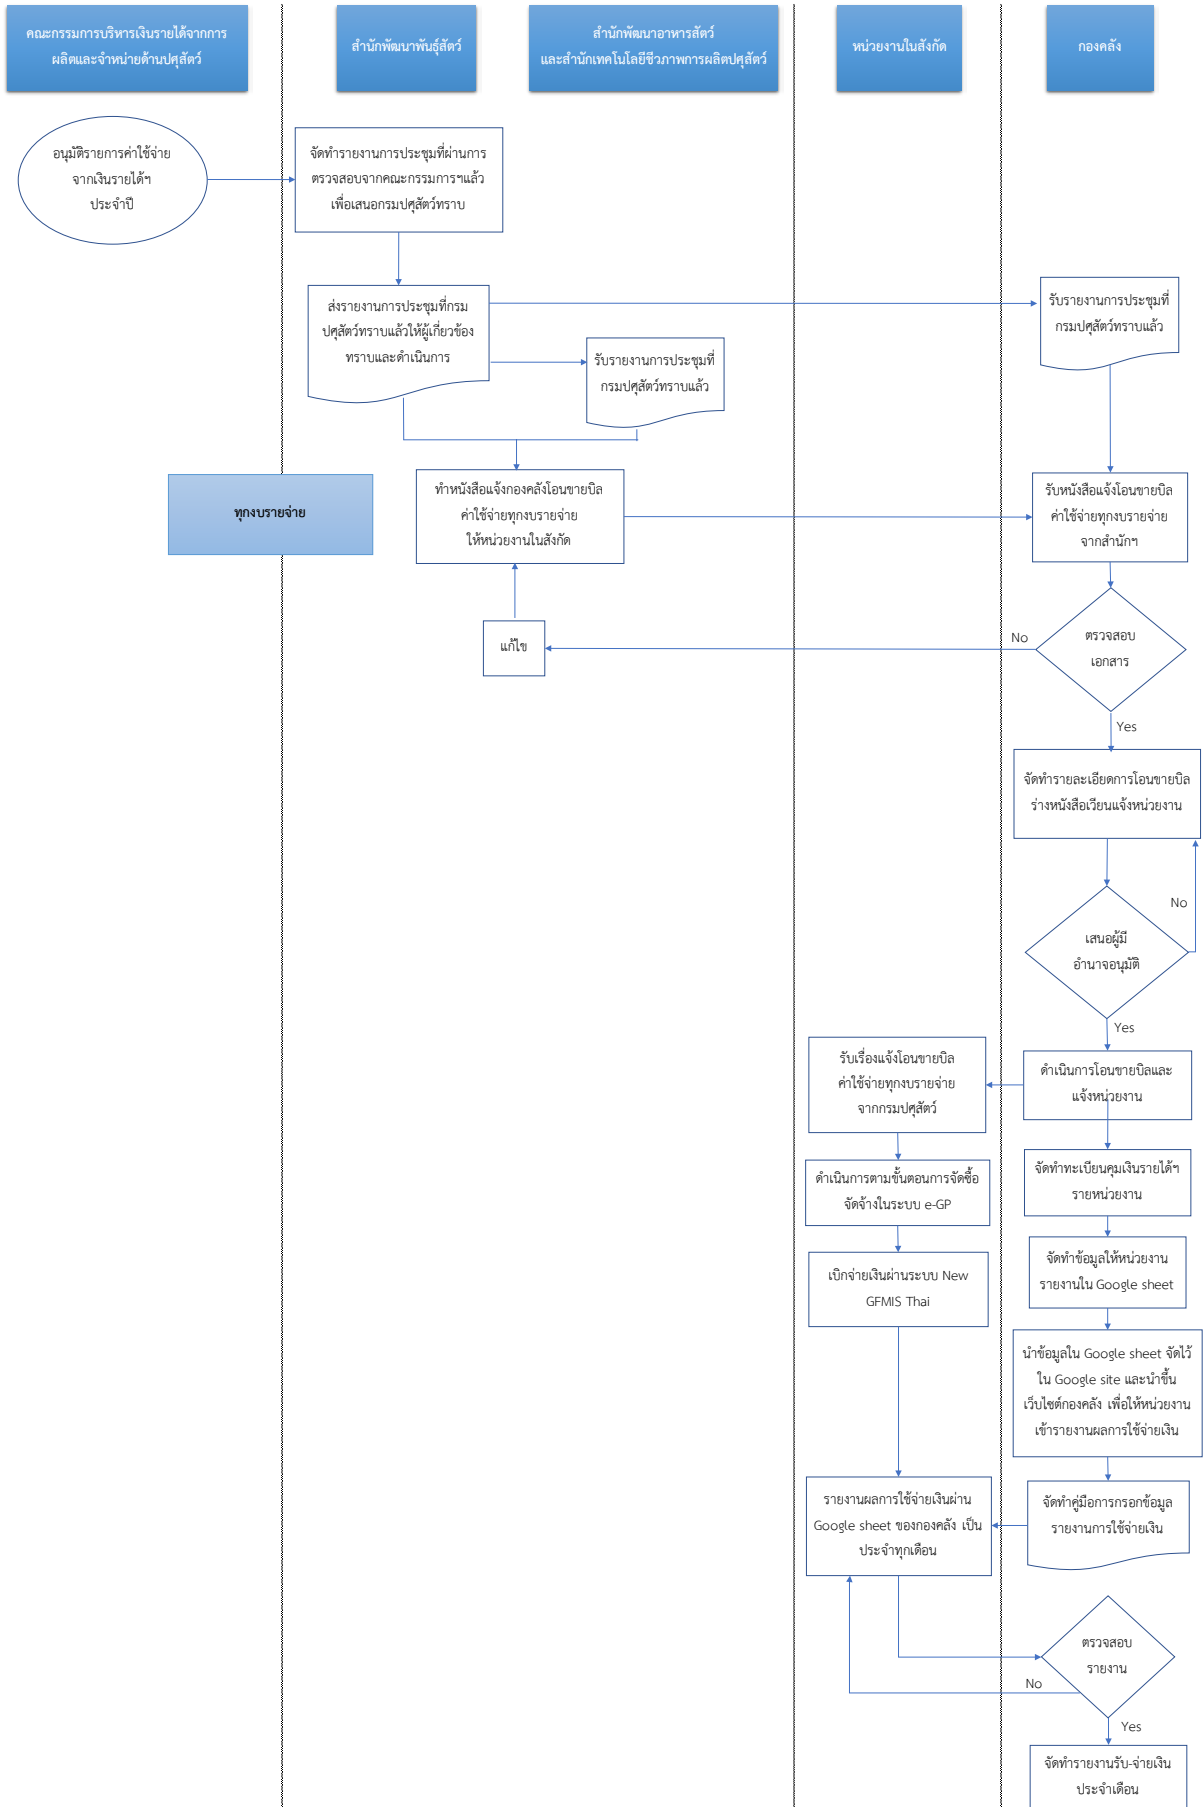 คณะกรรมการบริหารเงินรายได้จากการ
ผลิตและจำหน่ายด้านปศุสัตว์
สำนักพัฒนาพันธุ์สัตว์
สำนักพัฒนาอาหารสัตว์
และสำนักเทคโนโลยีชีวภาพการผลิตปศุสัตว์
หน่วยงานในสังกัด
กองคลัง
อนุมัติรายการค่าใช้จ่าย
จากเงินรายได้ฯ
ประจำปี
จัดทำรายงานการประชุมที่ผ่านการ
ตรวจสอบจากคณะกรรมการฯแล้ว
เพื่อเสนอกรมปศุสัตว์ทราบ
ส่งรายงานการประชุมที่กรม
ปศุสัตว์ทราบแล้วให้ผู้เกี่ยวข้อง
ทราบและดำเนินการ
รับรายงานการประชุมที่
กรมปศุสัตว์ทราบแล้ว
รับรายงานการประชุมที่
กรมปศุสัตว์ทราบแล้ว
ทุกงบรายจ่าย
ทำหนังสือแจ้งกองคลังโอนขายบิล
ค่าใช้จ่ายทุกงบรายจ่าย
ให้หน่วยงานในสังกัด
รับหนังสือแจ้งโอนขายบิล
ค่าใช้จ่ายทุกงบรายจ่าย
จากสำนักฯ
แก้ไข
No
ตรวจสอบ
เอกสาร
Yes
จัดทำรายละเอียดการโอนขายบิล
ร่างหนังสือเวียนแจ้งหน่วยงาน
No
เสนอผู้มี
อำนาจอนุมัติ
Yes
รับเรื่องแจ้งโอนขายบิล
ค่าใช้จ่ายทุกงบรายจ่าย
จากกรมปศุสัตว์
ดำเนินการโอนขายบิลและ
แจ้งหน่วยงาน
ดำเนินการตามขั้นตอนการจัดซื้อ
จัดจ้างในระบบ e-GP
จัดทำทะเบียนคุมเงินรายได้ฯ
รายหน่วยงาน
เบิกจ่ายเงินผ่านระบบ New
GFMIS Thai
จัดทำข้อมูลให้หน่วยงาน
รายงานใน Google sheet
นำข้อมูลใน Google sheet จัดไว้
ใน Google site และนำขึ้น
เว็บไซต์กองคลัง เพื่อให้หน่วยงาน
เข้ารายงานผลการใช้จ่ายเงิน
รายงานผลการใช้จ่ายเงินผ่าน
Google sheet ของกองคลัง เป็น
ประจำทุกเดือน
จัดทำคู่มือการกรอกข้อมูล
รายงานการใช้จ่ายเงิน
ตรวจสอบ
รายงาน
No
Yes
จัดทำรายงานรับ-จ่ายเงิน
ประจำเดือน